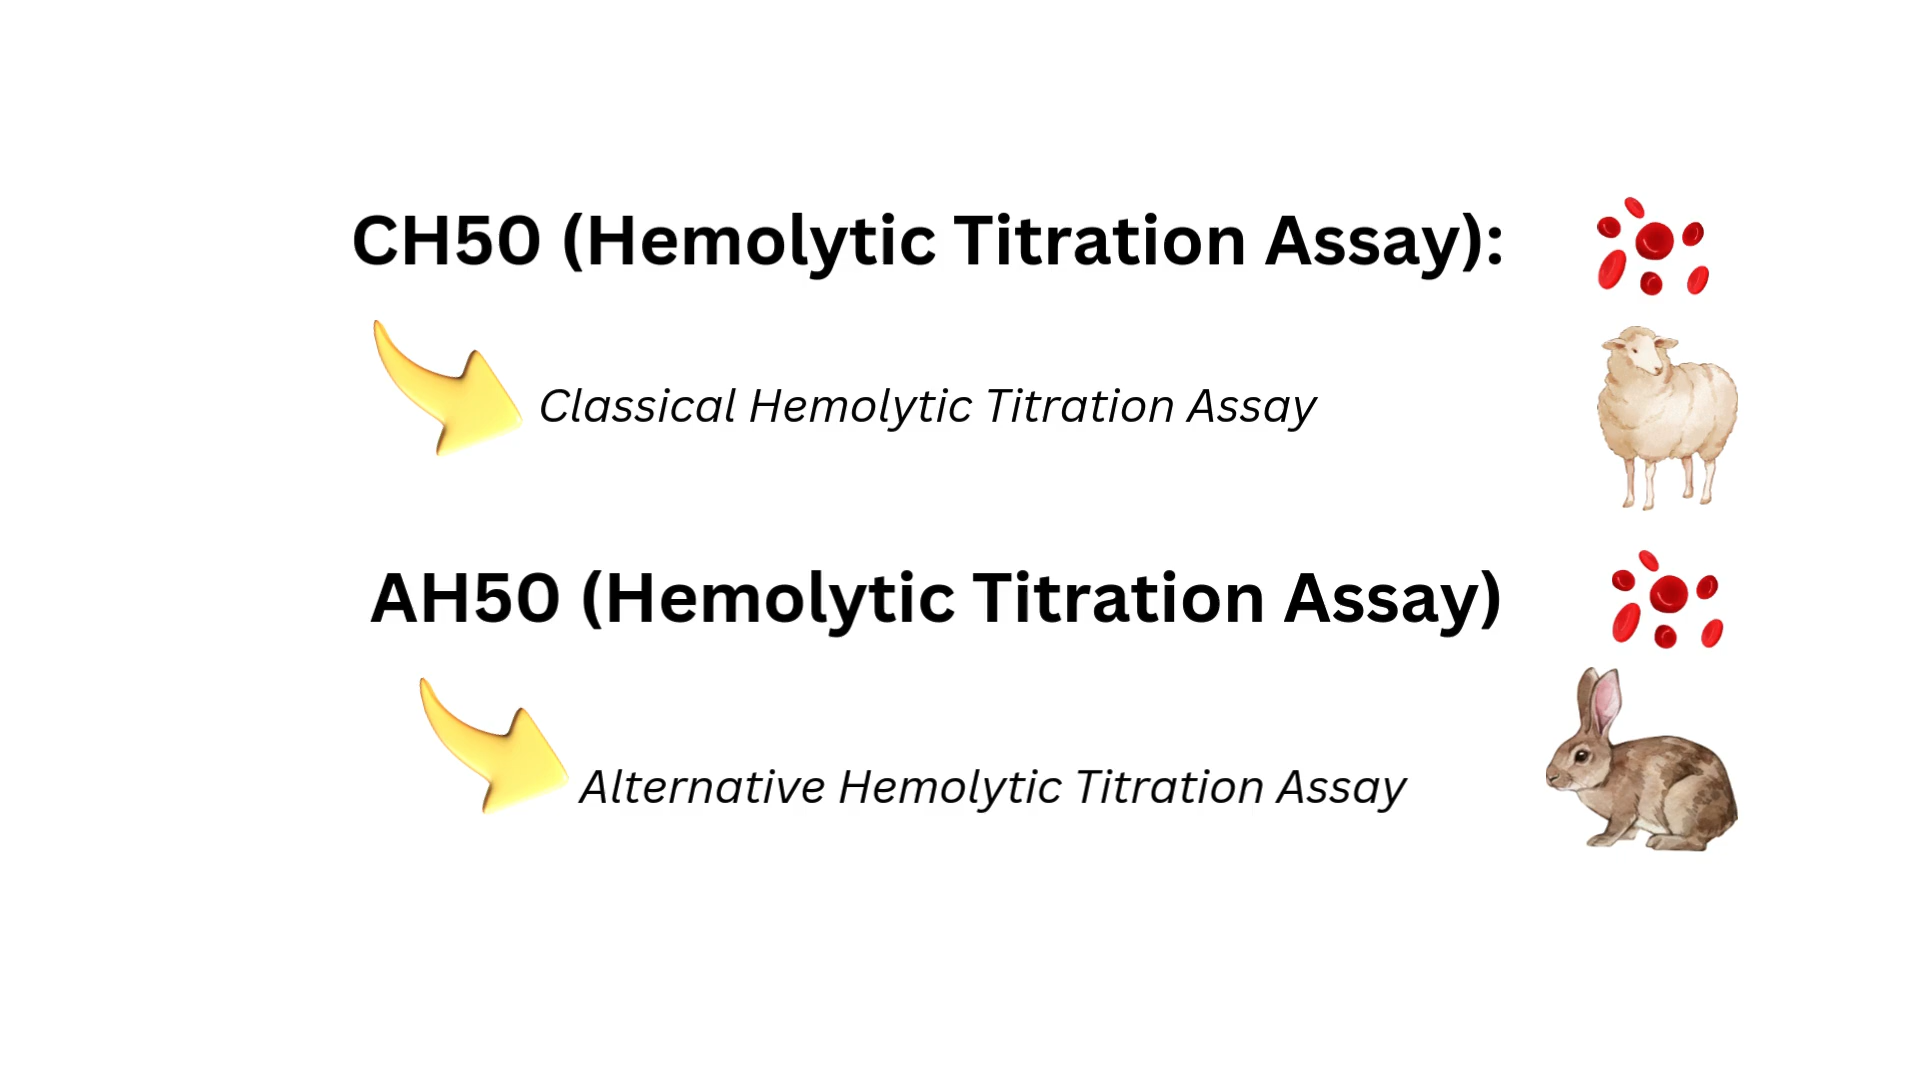 CH50 (Hemolytic Titration Assay):
Classical Hemolytic Titration Assay
AH50 (Hemolytic Titration Assay)
Alternative Hemolytic Titration Assay